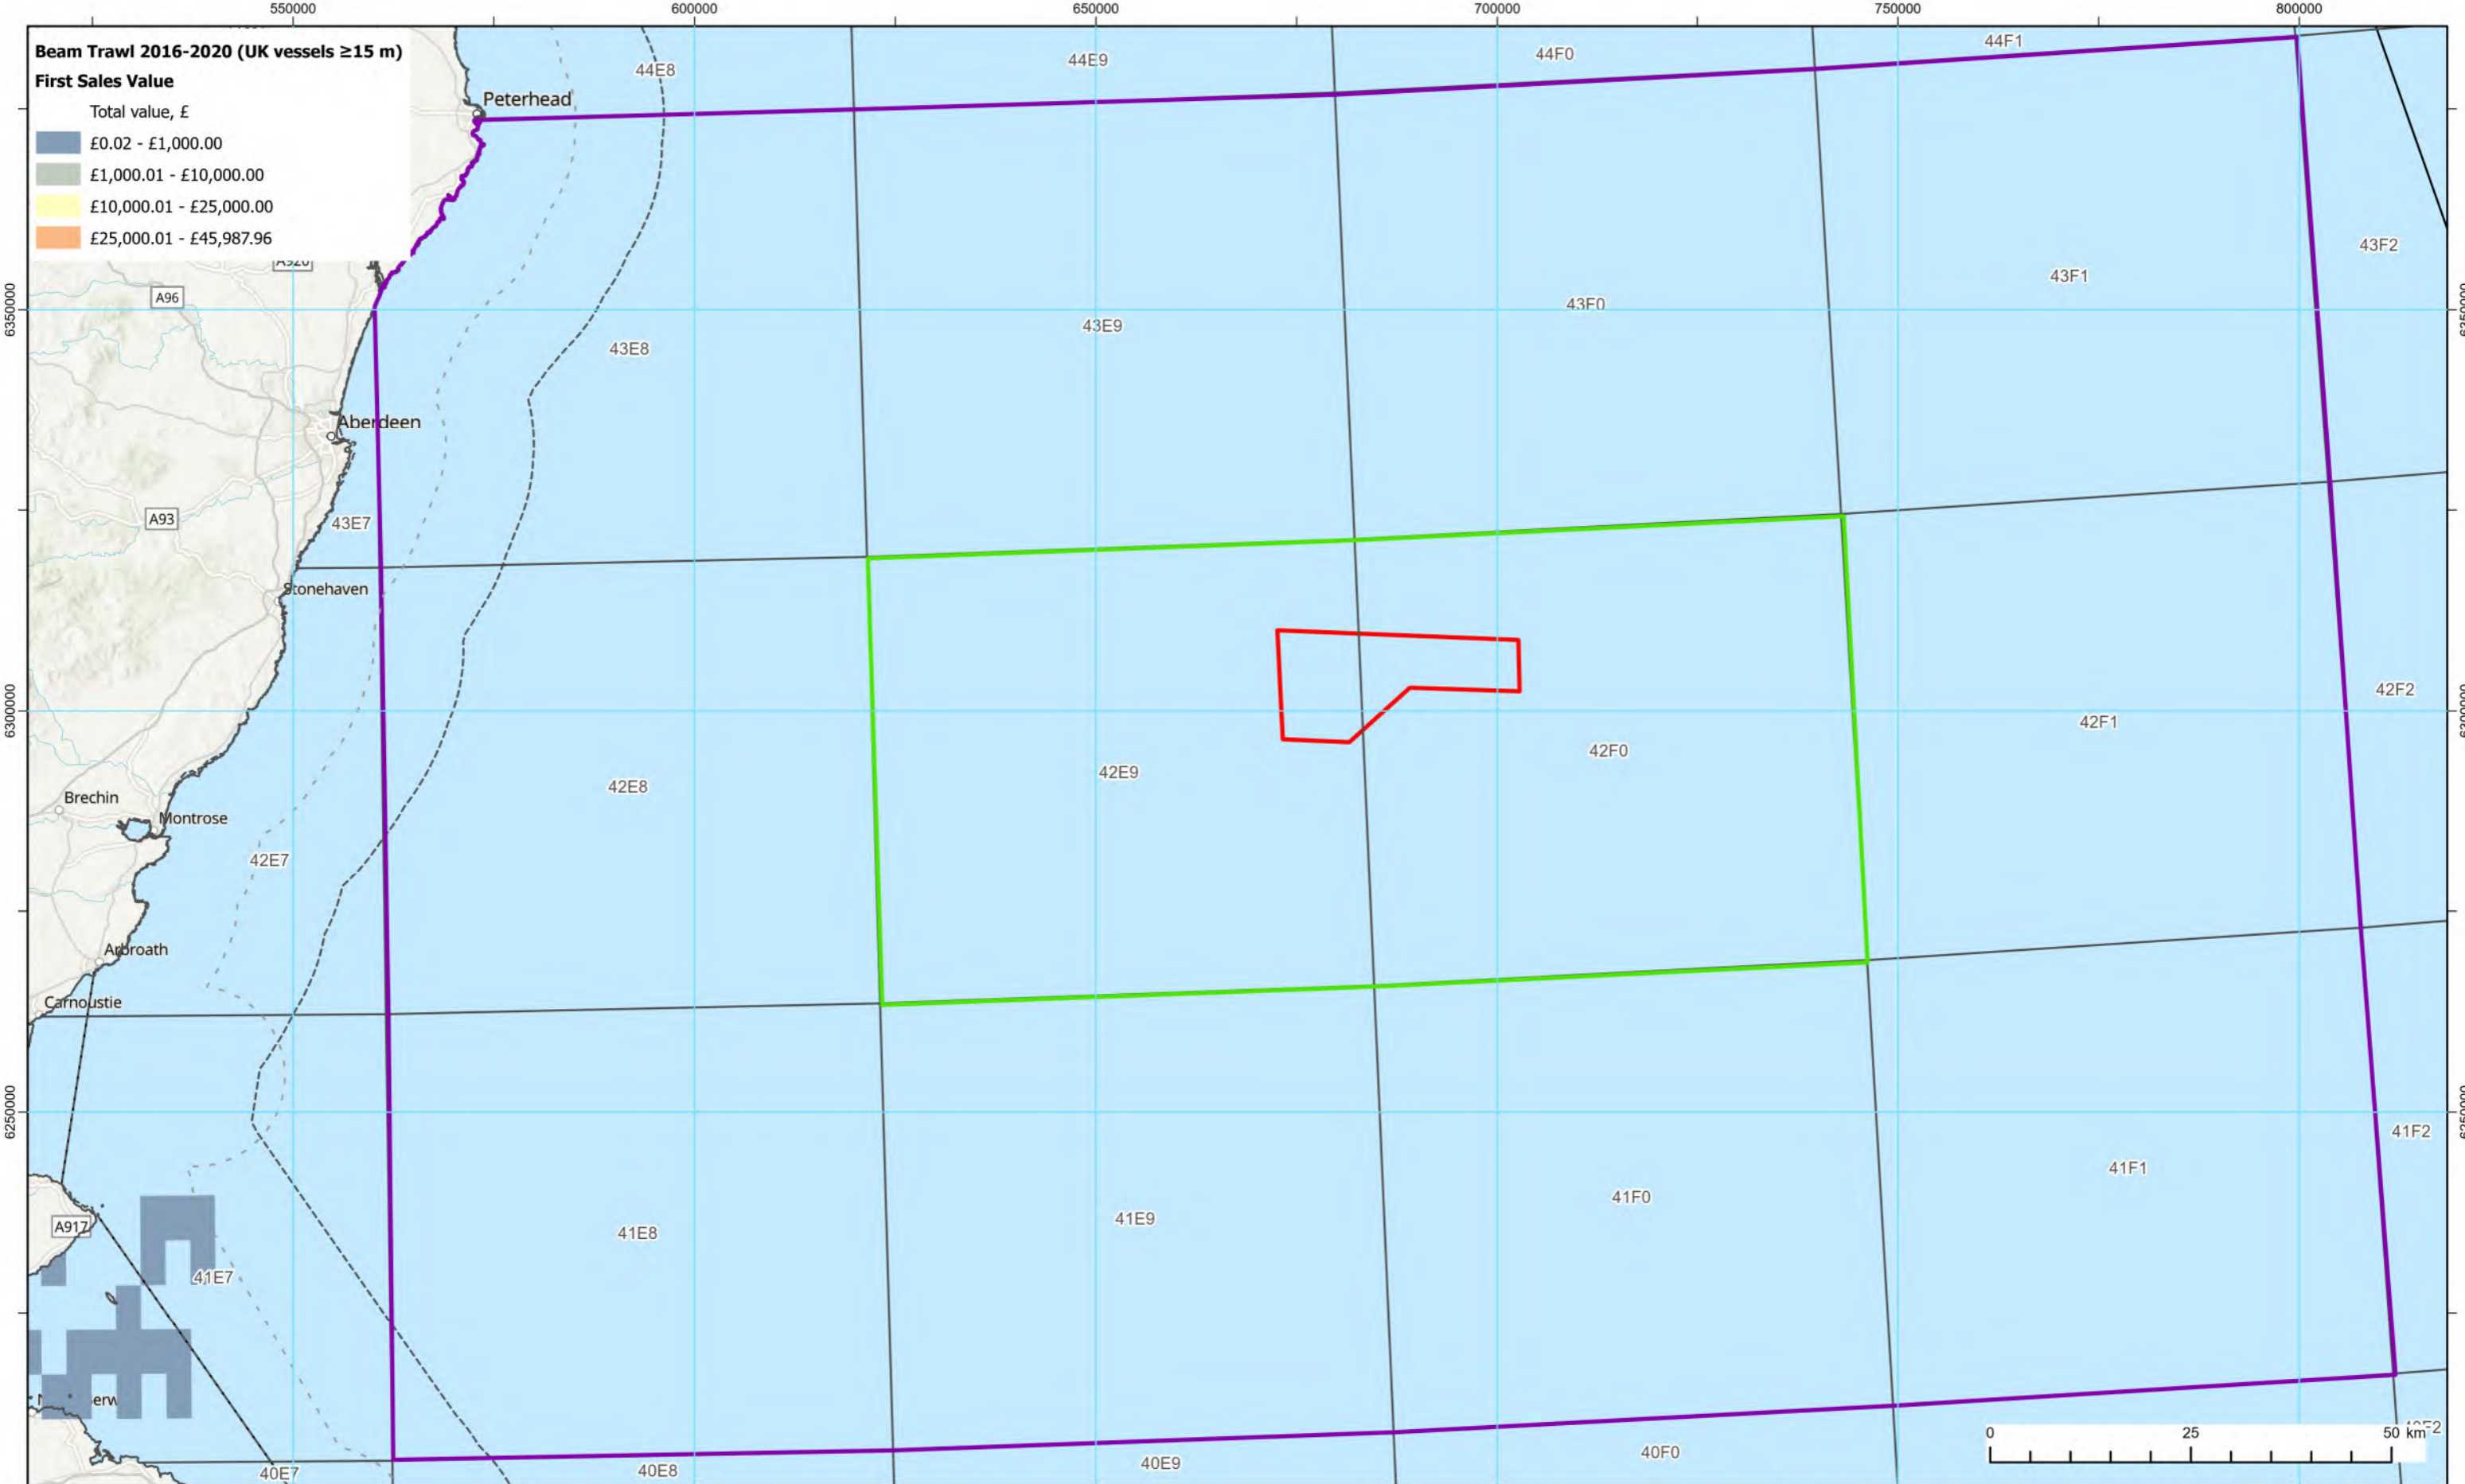 550000 600000 650000 700000 750000 800000
Beam Trawl 2016-2020 (UK vessels ≥15 m)
First Sales Value
Total value, £
£0.02 - £1,000.00
£1,000.01 - £10,000.00
£10,000.01 - £25,000.00
£25,000.01 - £45,987.96
44E8
44E9
44F0
44F1
Peterhead
43F2
A920
A96
6350000
6350000
43E8
43E9
43F0
43F1
Aberdeen
A93
43E7
Stonehaven
6300000
6300000
42E8
42E9
42F0
42F1
42F2
Brechin
Montrose
42E7
Arbroath
Carnoustie
6250000
6250000
41F2
A917
41E8
41E9
41F0
41F1
41E7
0 25 50 km
40E7
40E8
40E9
40F0